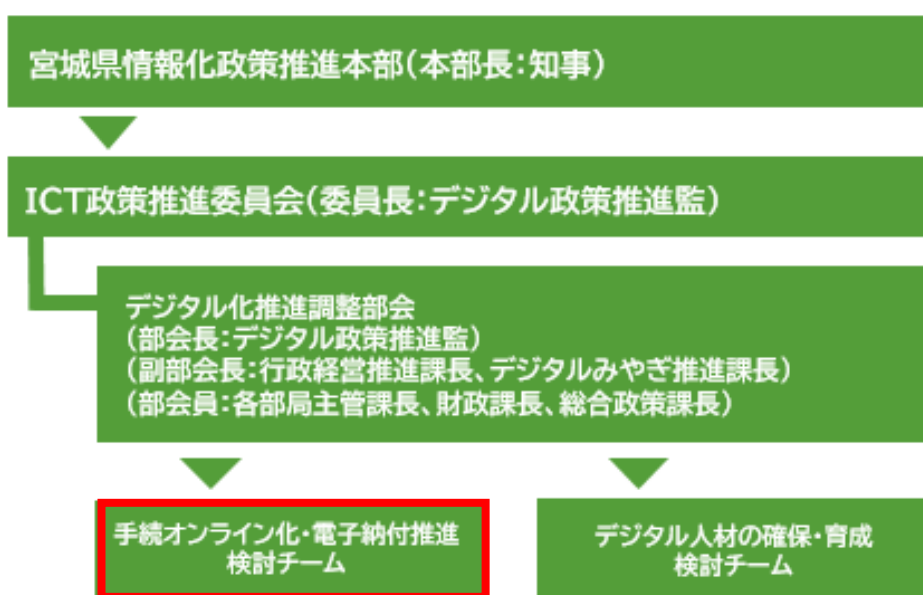 宮城県情報化政策推進本部(本部長:知事)
ICT政策推進委員会(委員長:デジタル政策推進監)
デジタル化推進調整部会
(部会長:デジタル政策推進監)
(副部会長:行政経営推進課長、デジタルみやぎ推進課長)
(部会員:各部局主管課長、財政課長、総合政策課長)
手続オンライン化・電子納付推進
検討チーム
デジタル人材の確保・育成
検討チーム